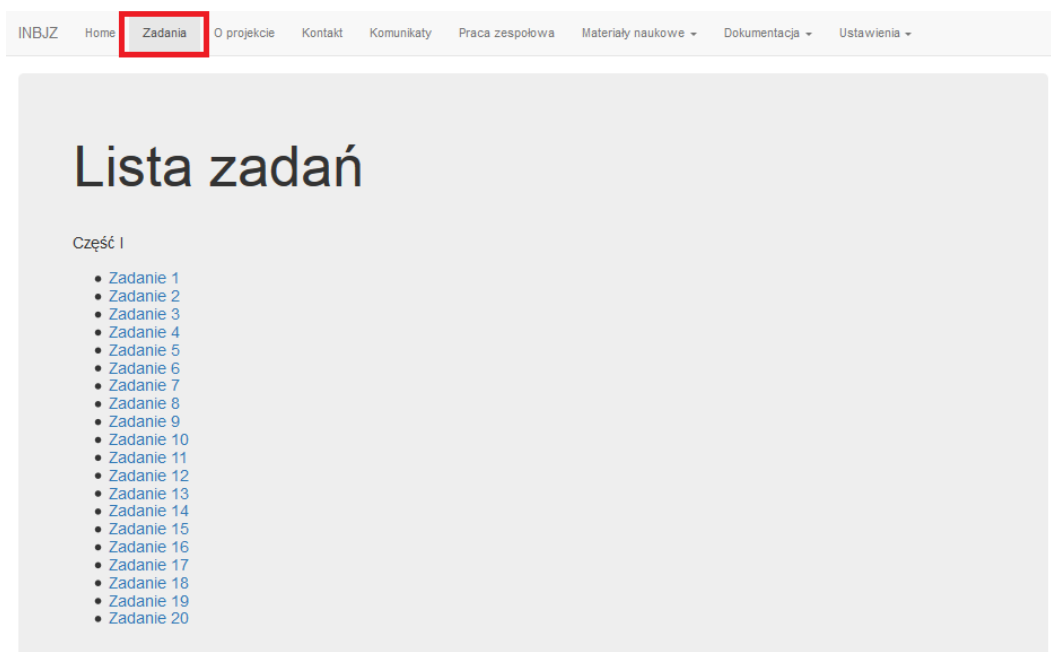 INBJZ Home Zadania O projekcie Kontakt Komunikaty Praca zespołowa Materiały naukowe Dokumentacja Ustawienia
Lista zadań
Część I
Zadanie 1
Zadanie 2
Zadanie 3
Zadanie 4
Zadanie 5
Zadanie 6
Zadanie 7
Zadanie 8
Zadanie 9
Zadanie 10
Zadanie 11
Zadanie 12
Zadanie 13
Zadanie 14
Zadanie 15
Zadanie 16
Zadanie 17
Zadanie 18
Zadanie 19
Zadanie 20